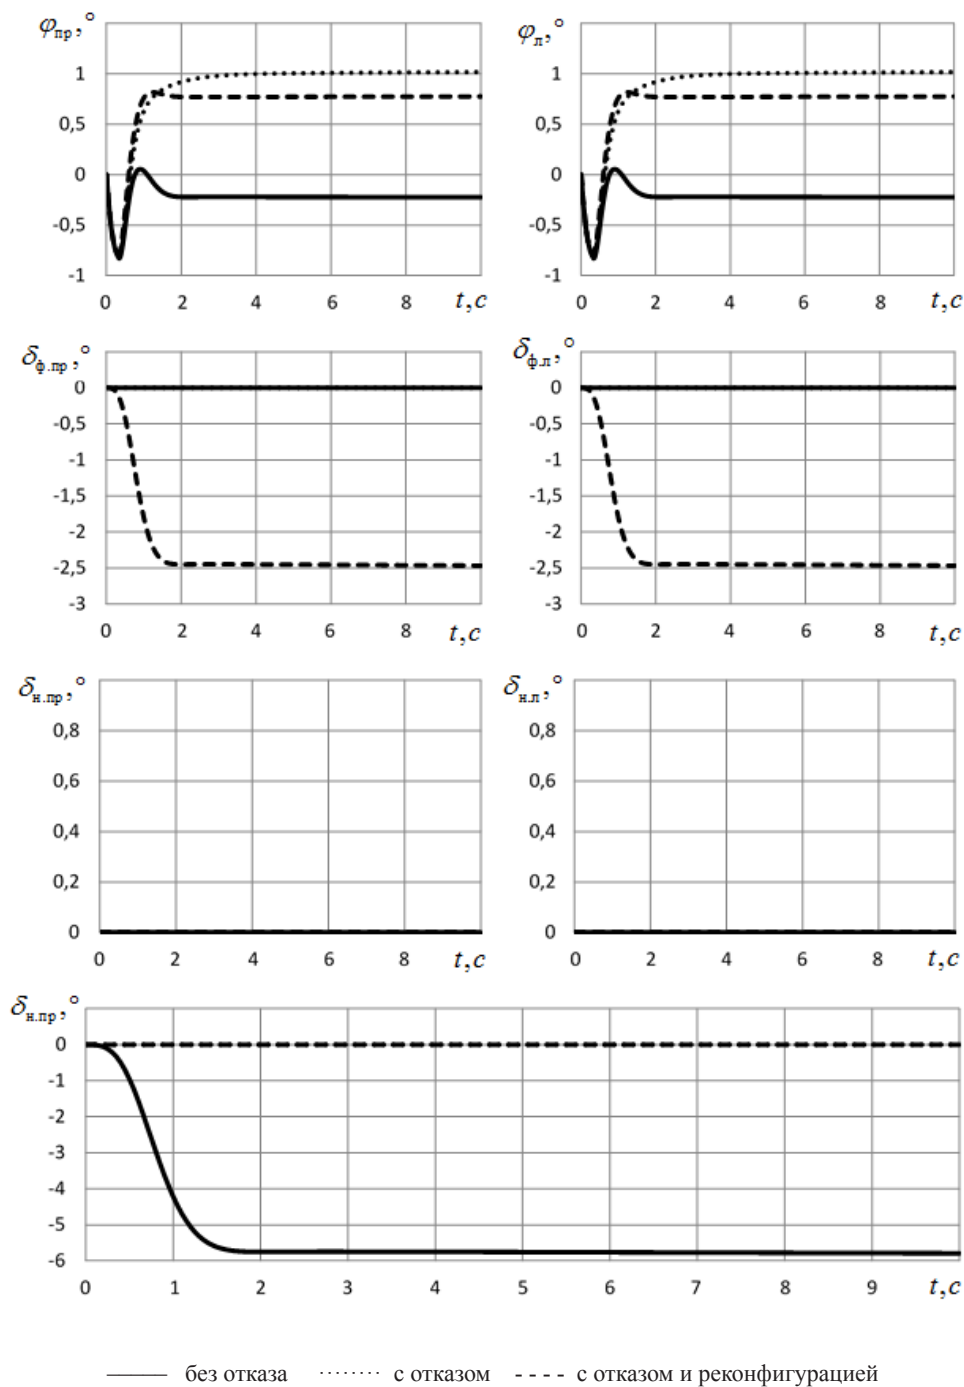 φпр,° φл,°
1 1
0,5 0,5
0 0
-0,5 -0,5
-1 -1
0 2 4 6 8 t,c 0 2 4 6 8 t,c
δф.пр,° δф.л,°
0 0
-0,5 -0,5
-1 -1
-1,5 -1,5
-2 -2
-2,5 -2,5
-3 -3
0 2 4 6 8 t,c 0 2 4 6 8 t,c
δн.пр,° δн.л,°
0,8 0,8
0,6 0,6
0,4 0,4
0,2 0,2
0 0
0 2 4 6 8 t,c 0 2 4 6 8 t,c
δн.пр,°
0
-1
-2
-3
-4
-5
-6
0 1 2 3 4 5 6 7 8 9 t,c
без отказа с отказом с отказом и реконфигурацией